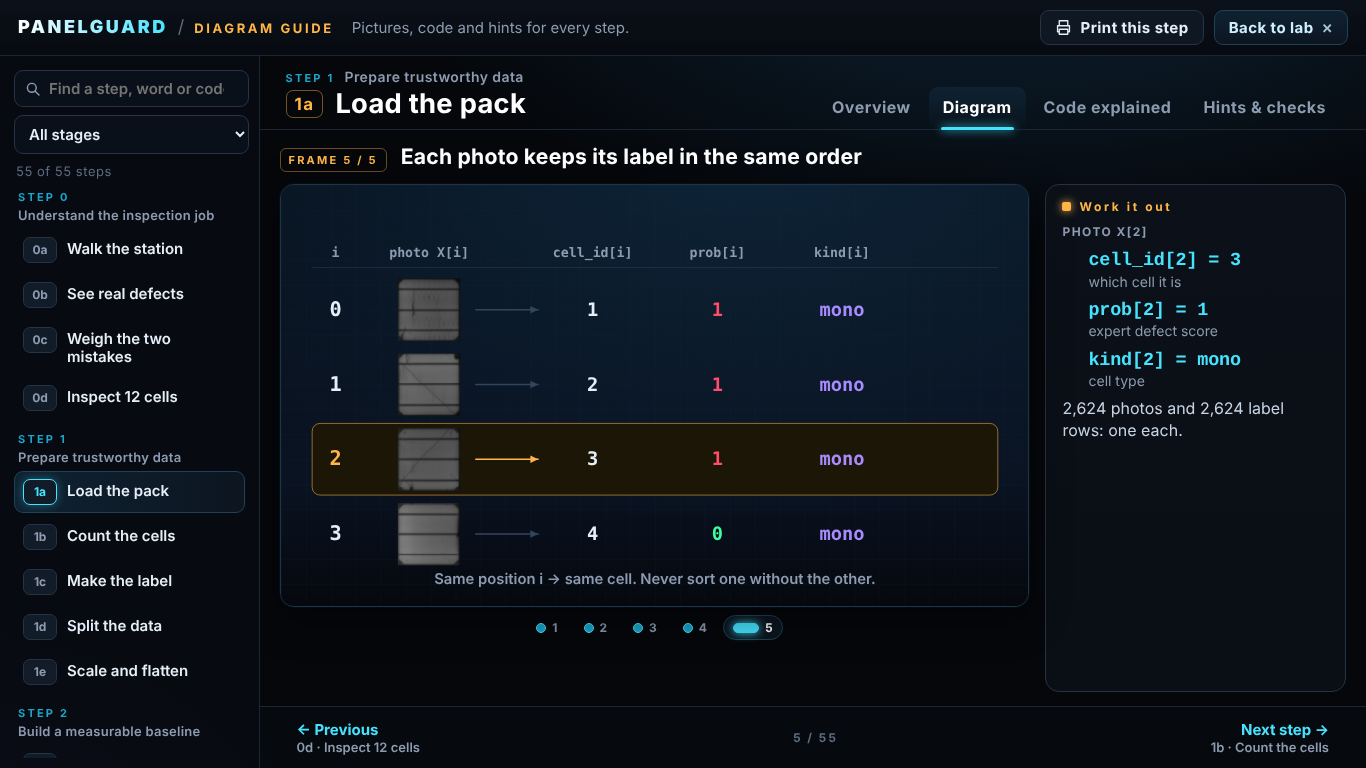 PANELGUARD / DIAGRAM GUIDE Pictures, code and hints for every step.
Print this step
Back to lab ×
Find a step, word or cod
All stages
55 of 55 steps
STEP 0
Understand the inspection job
0a Walk the station
0b See real defects
0c Weigh the two
mistakes
0d Inspect 12 cells
STEP 1
Prepare trustworthy data
1a Load the pack
1b Count the cells
1c Make the label
1d Split the data
1e Scale and flatten
STEP 2
Build a measurable baseline
STEP 1 Prepare trustworthy data
1a Load the pack
Overview Diagram Code explained Hints & checks
FRAME 5 / 5 Each photo keeps its label in the same order
i photo X[i] cell_id[i] prob[i] kind[i]
0 1 1 mono
1 2 1 mono
2 3 1 mono
3 4 0 mono
Same position i → same cell. Never sort one without the other.
1 2 3 4 5
Work it out
PHOTO X[2]
cell_id[2] = 3
which cell it is
prob[2] = 1
expert defect score
kind[2] = mono
cell type
2,624 photos and 2,624 label
rows: one each.
← Previous
0d · Inspect 12 cells
5 / 55
Next step →
1b · Count the cells